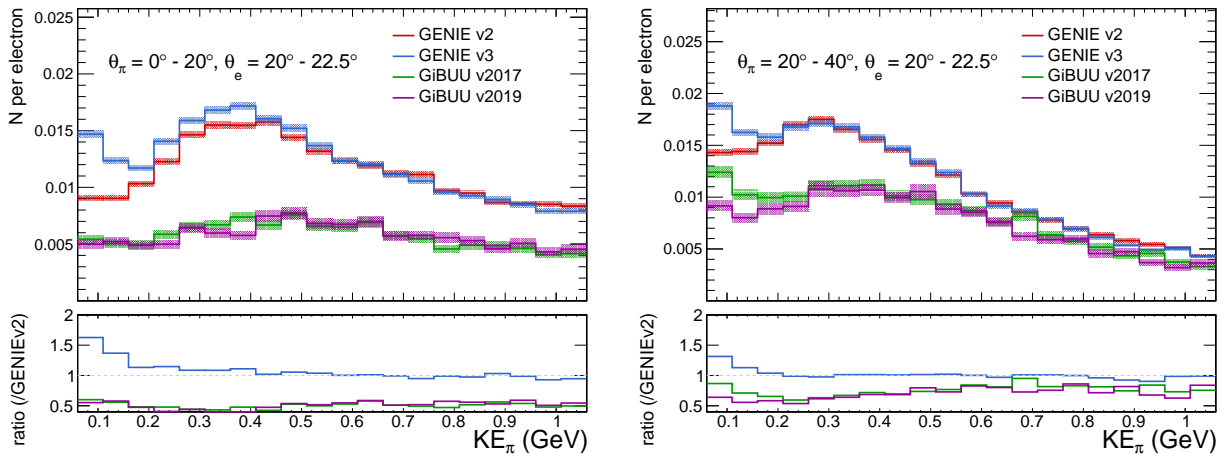 N per electron
0.025
0.02
0.015
0.01
0.005
θπ = 0° - 20°, θe = 20° - 22.5°
GENIE v2
GENIE v3
GiBUU v2017
GiBUU v2019
ratio (/GENIEv2)
2
1.5
1
0.5
0.1 0.2 0.3 0.4 0.5 0.6 0.7 0.8 0.9 1
KEπ (GeV)
N per electron
0.025
0.02
0.015
0.01
0.005
θπ = 20° - 40°, θe = 20° - 22.5°
GENIE v2
GENIE v3
GiBUU v2017
GiBUU v2019
ratio (/GENIEv2)
2
1.5
1
0.5
0.1 0.2 0.3 0.4 0.5 0.6 0.7 0.8 0.9 1
KEπ (GeV)